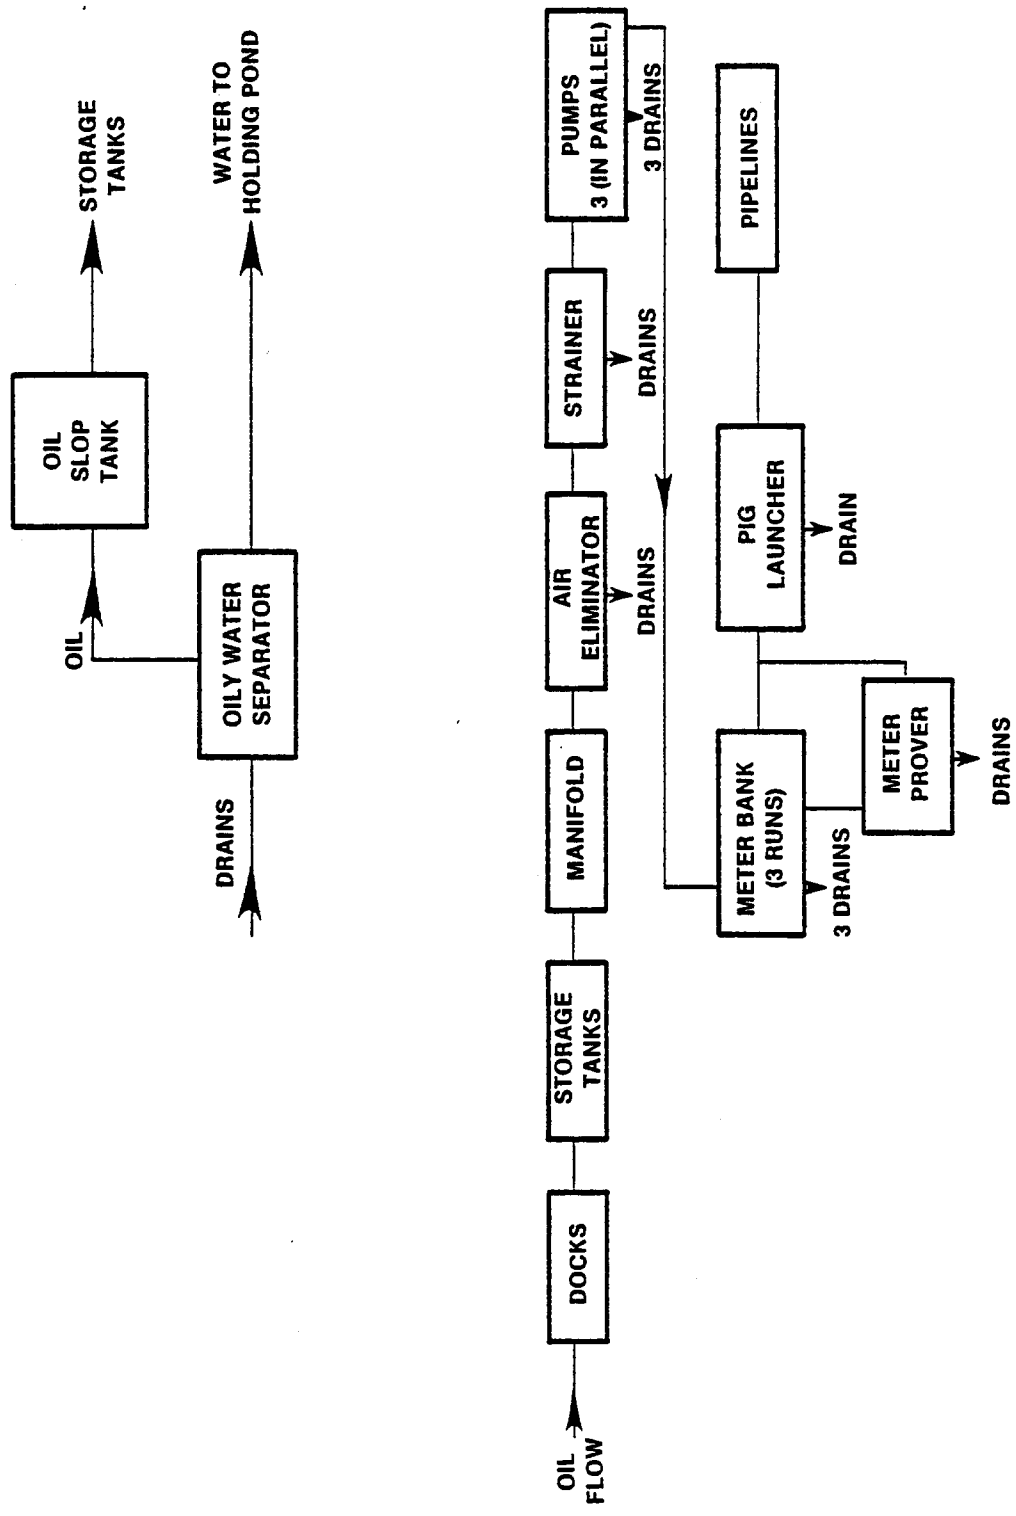 STORAGE
TANKS
WATER TO
HOLDING POND
OIL
SLOP
TANK
OIL
OILY WATER
SEPARATOR
DRAINS
OIL
FLOW
DOCKS
STORAGE
TANKS
MANIFOLD
AIR
ELIMINATOR
DRAINS
STRAINER
DRAINS
PUMPS
3 (IN PARALLEL)
3 DRAINS
METER BANK
(3 RUNS)
3 DRAINS
METER
PROVER
DRAINS
PIG
LAUNCHER
DRAIN
PIPELINES